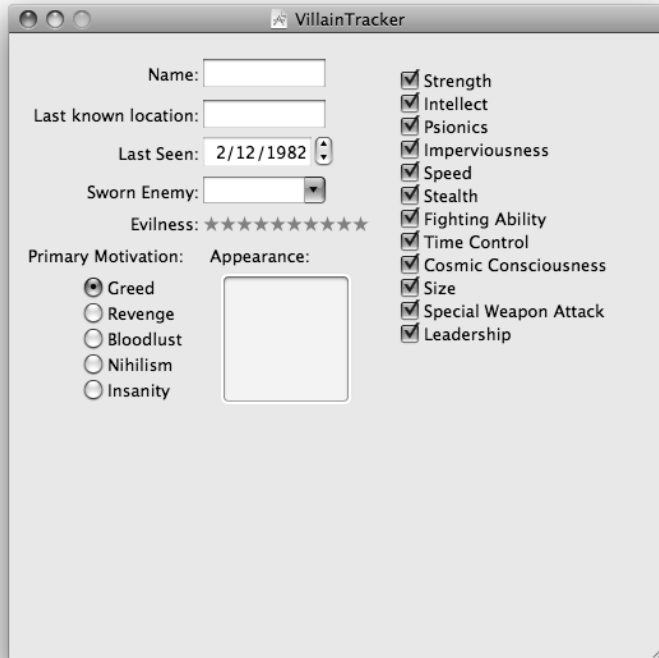 VillainTracker
Name:
Last known location:
Last Seen: 2/12/1982
Sworn Enemy:
Evilness:
Primary Motivation:
Greed
Revenge
Bloodlust
Nihilism
Insanity
Appearance:
Strength
Intellect
Psionics
Imperviousness
Speed
Stealth
Fighting Ability
Time Control
Cosmic Consciousness
Size
Special Weapon Attack
Leadership